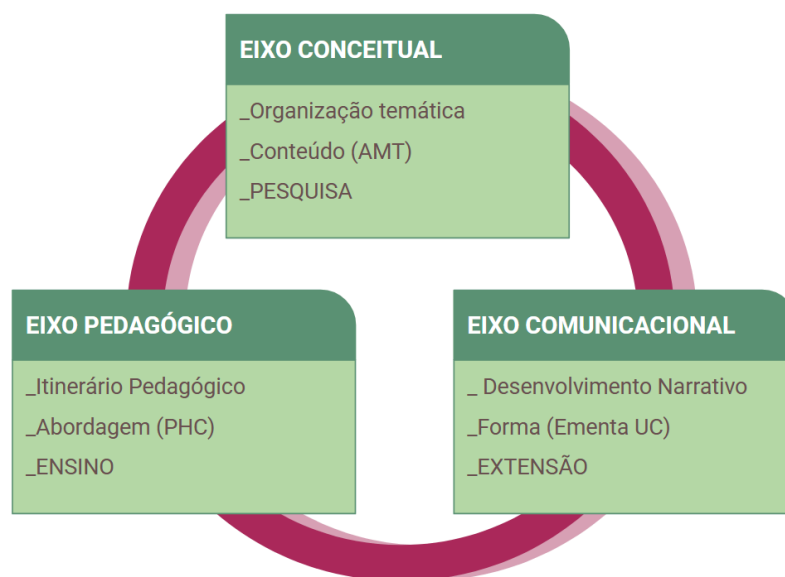 EIXO CONCEITUAL
_Organização temática
_Conteúdo (AMT)
_PESQUISA
EIXO PEDAGÓGICO
_Itinerário Pedagógico
_Abordagem (PHC)
_ENSINO
EIXO COMUNICACIONAL
_ Desenvolvimento Narrativo
_Forma (Ementa UC)
_EXTENSÃO